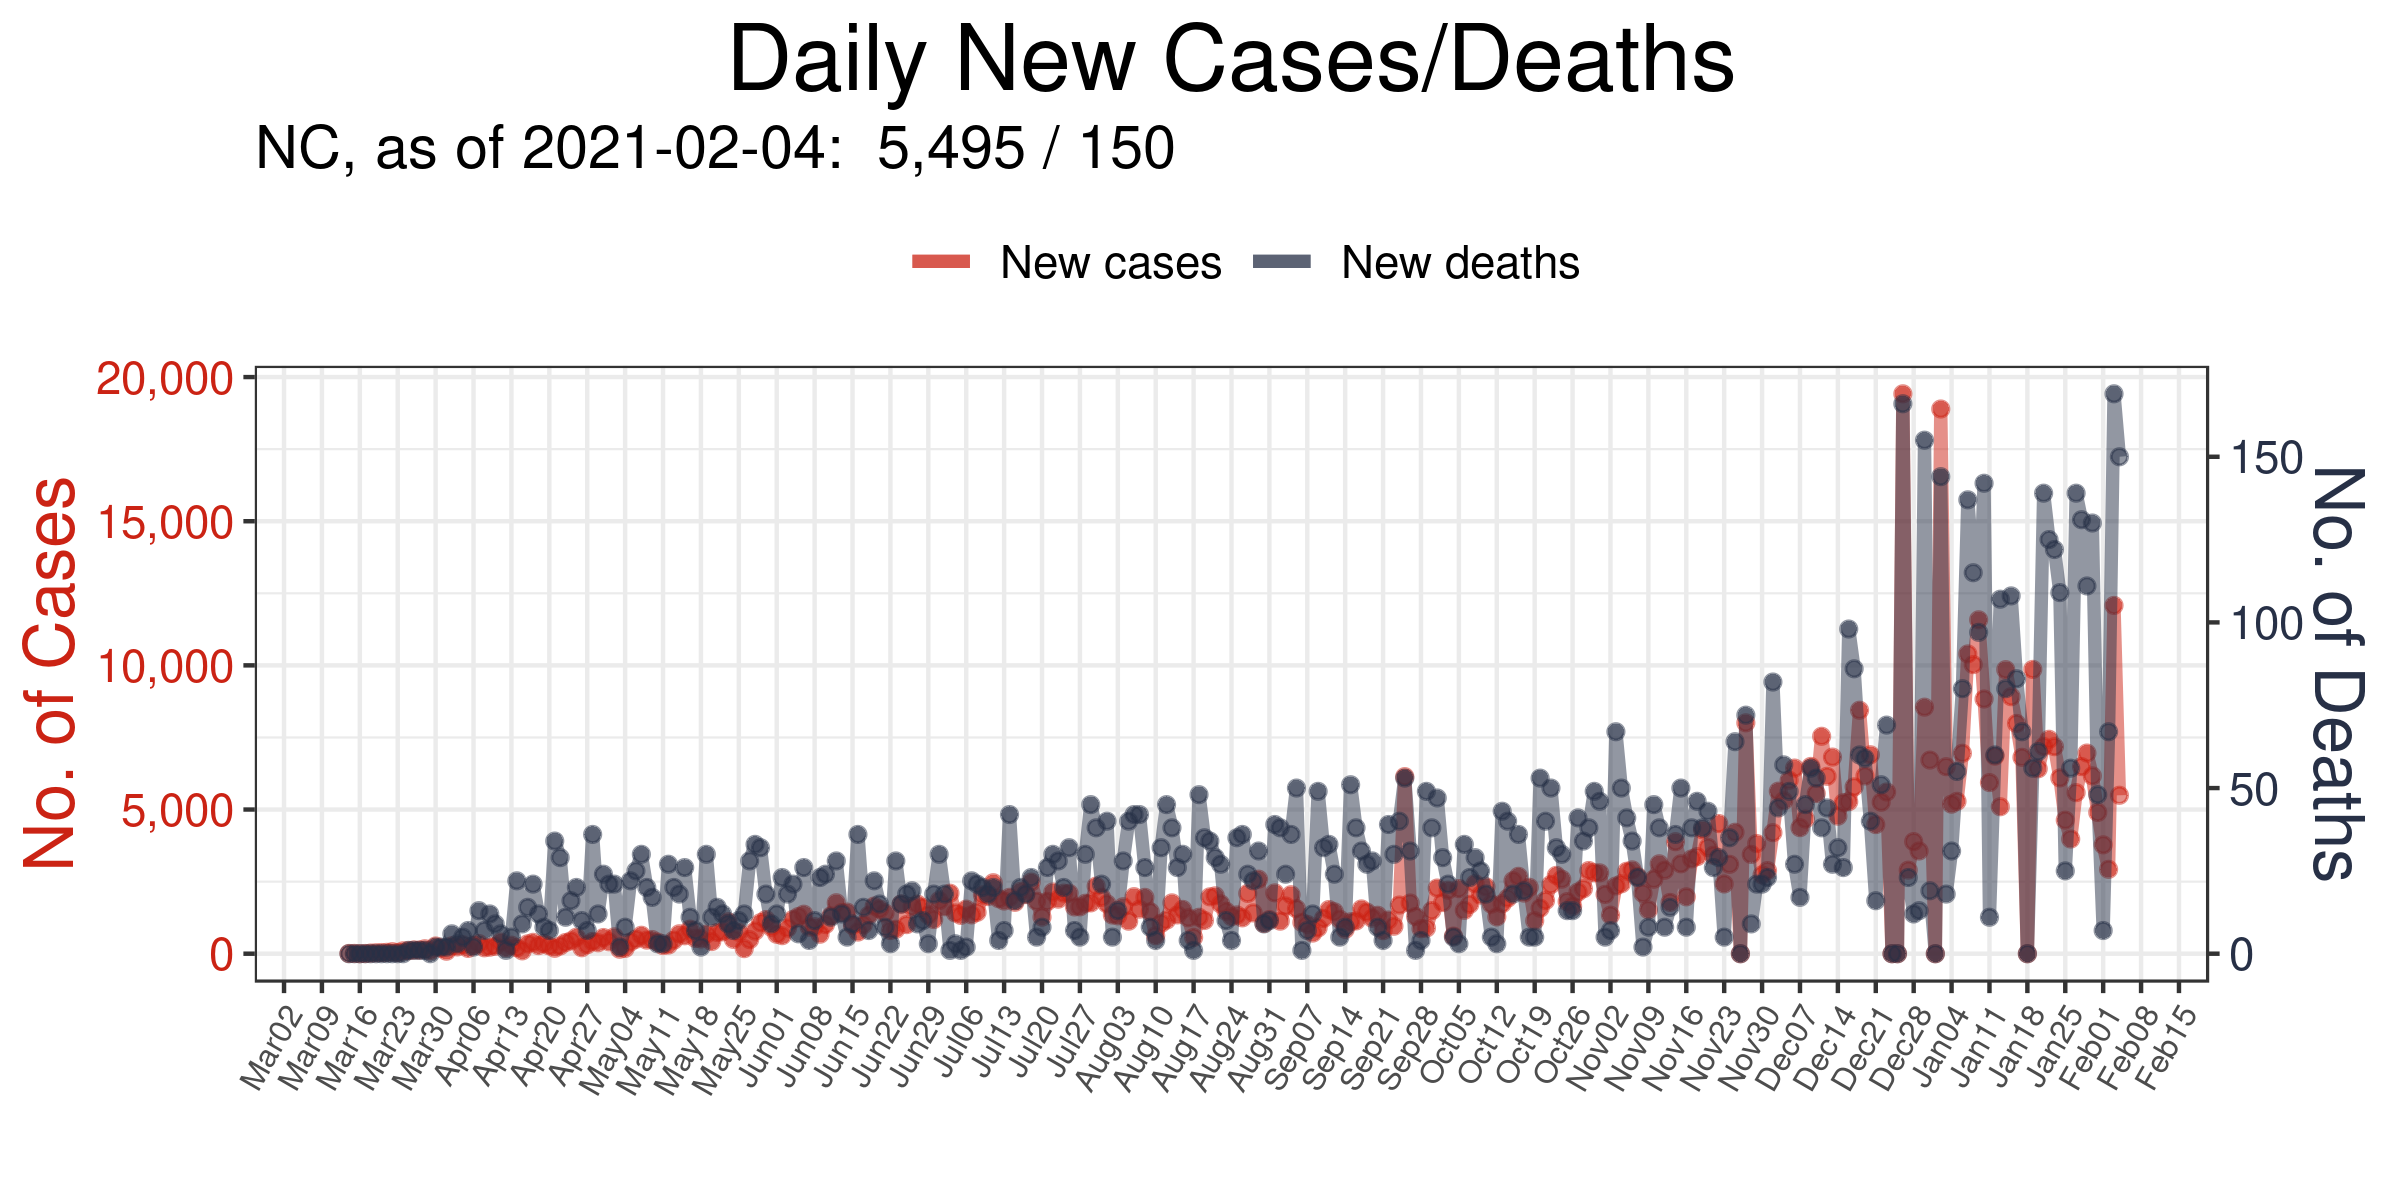 Daily New Cases/Deaths
NC, as of 2021-02-04: 5,495 / 150
New cases
New deaths
No. of Cases
20,000
15,000
10,000
5,000
0
150
100
50
0
No. of Deaths
Mar02
Mar09
Mar16
Mar23
Mar30
Apr06
Apr13
Apr20
Apr27
May04
May11
May18
May25
Jun01
Jun08
Jun15
Jun22
Jun29
Jul06
Jul13
Jul20
Jul27
Aug03
Aug10
Aug17
Aug24
Aug31
Sep07
Sep14
Sep21
Sep28
Oct05
Oct12
Oct19
Oct26
Nov02
Nov09
Nov16
Nov23
Nov30
Dec07
Dec14
Dec21
Dec28
Jan04
Jan11
Jan18
Jan25
Feb01
Feb08
Feb15